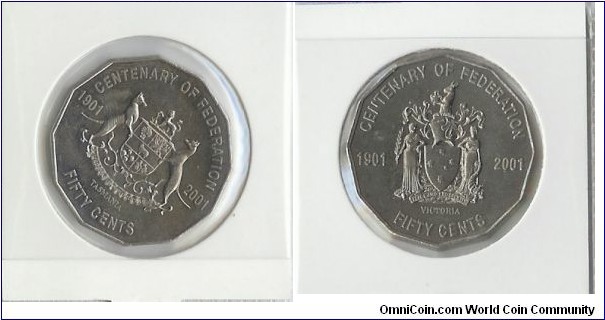 CENTENARY OF FEDERATION
1901
2001
TASMANIA
FIFTY CENTS
CENTENARY OF FEDERATION
1901 2001
VICTORIA
FIFTY CENTS
OmniCoin.com World Coin Community